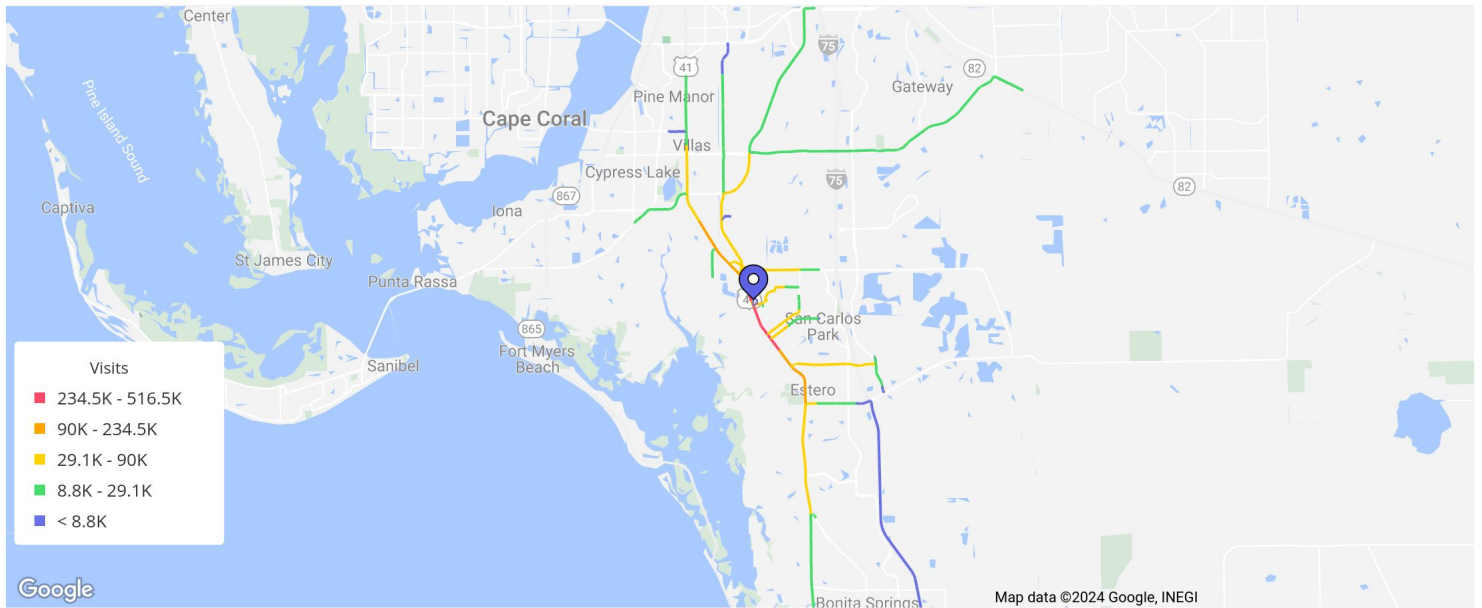 Center
75
41
82
Pine Manor
Gateway
Pine Island Sound
Cape Coral
Villas
Cypress Lake
75
867
82
Captiva
Iona
St James City
Punta Rassa
San Carlos
Park
865
Fort Myers
Beach
Sanibel
Estero
Visits
234.5K - 516.5K
90K - 234.5K
29.1K - 90K
8.8K - 29.1K
< 8.8K
Google
Map data ©2024 Google, INEGI
Bonita Springs